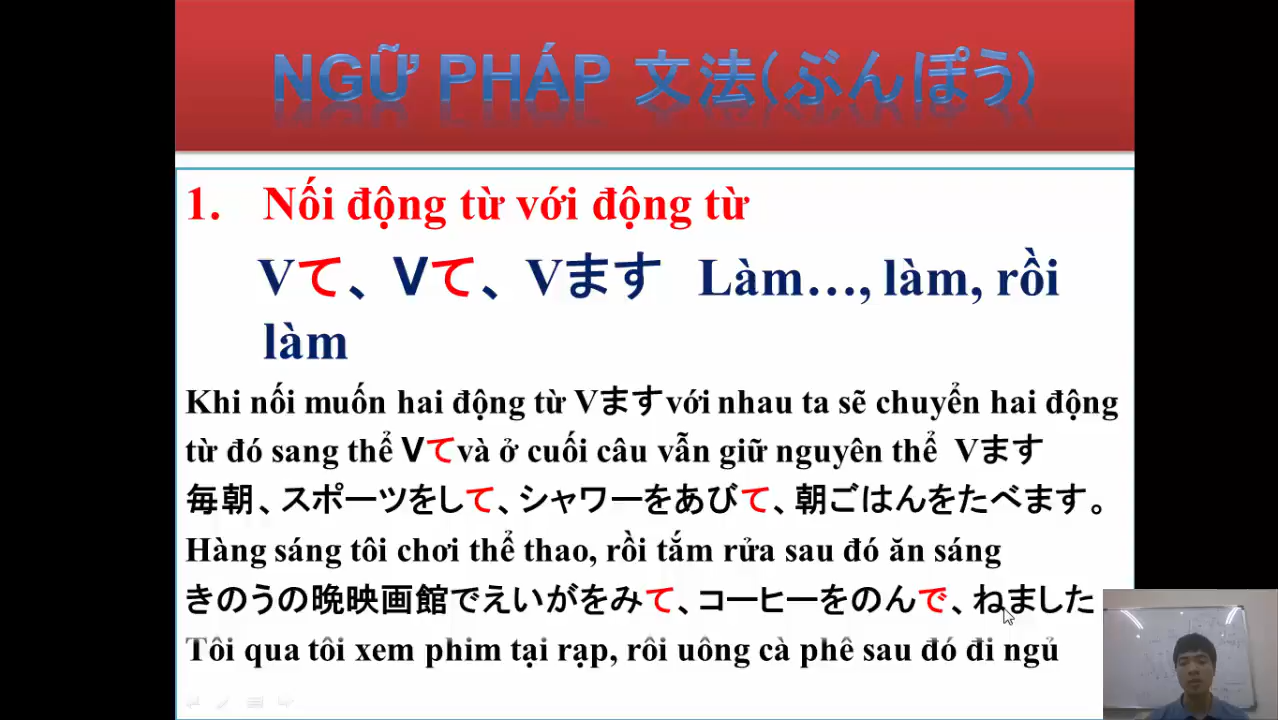 NGỮ PHÁP 文法(ぶんぽう)
1. Nối động từ với động từ
Vて、Vて、Vます Làm…, làm, rồi
làm
Khi nối muốn hai động từ Vますvới nhau ta sẽ chuyển hai động
từ đó sang thể Vてvà ở cuối câu vẫn giữ nguyên thể Vます
毎朝、スポーツをして、シャワーをあびて、朝ごはんをたべます。
Hàng sáng tôi chơi thể thao, rồi tắm rửa sau đó ăn sáng
きのうの晩映画館でえいがをみて、コーヒーをのんで、ねました
Tôi qua tôi xem phim tại rạp, rôi uông cà phê sau đó đi ngủ